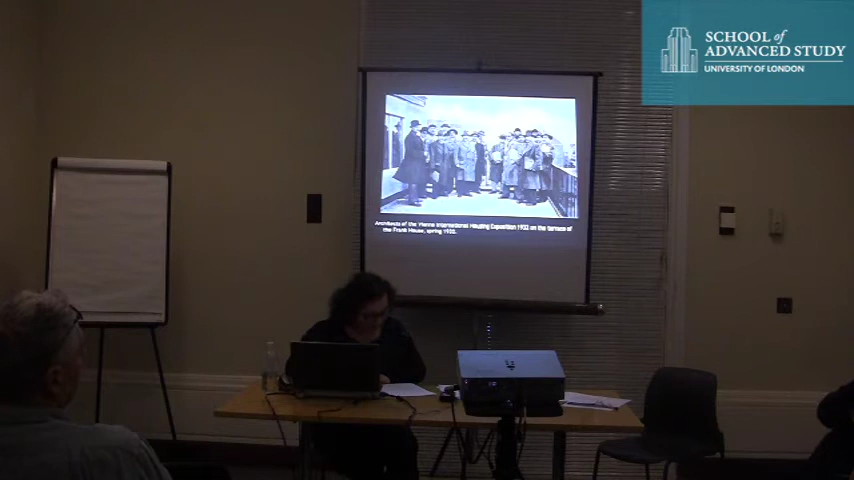 SCHOOL of
ADVANCED STUDY
UNIVERSITY OF LONDON
Architects of the Vienna International Housing Exposition 1932 on the terrace of
the Frank House, spring 1932.